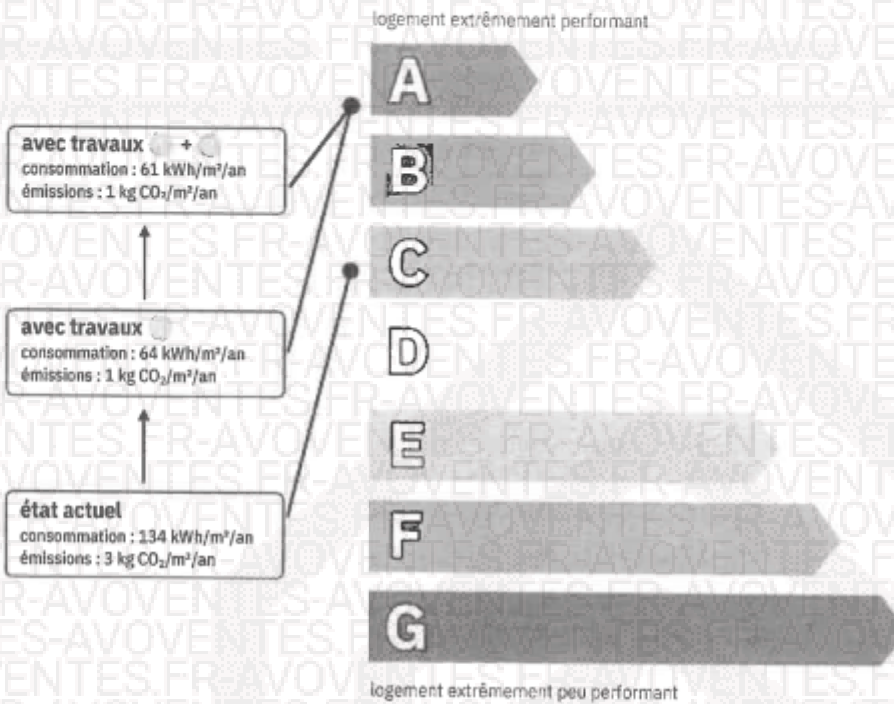 logement extrêmement performant
A
B
C
D
E
F
G
logement extrêmement peu performant
avec travaux +
consommation : 61 kWh/m²/an
émissions : 1 kg CO₂/m²/an
avec travaux
consommation : 64 kWh/m²/an
émissions : 1 kg CO₂/m²/an
état actuel
consommation : 134 kWh/m²/an
émissions : 3 kg CO₂/m²/an
AVOVENTES.FR